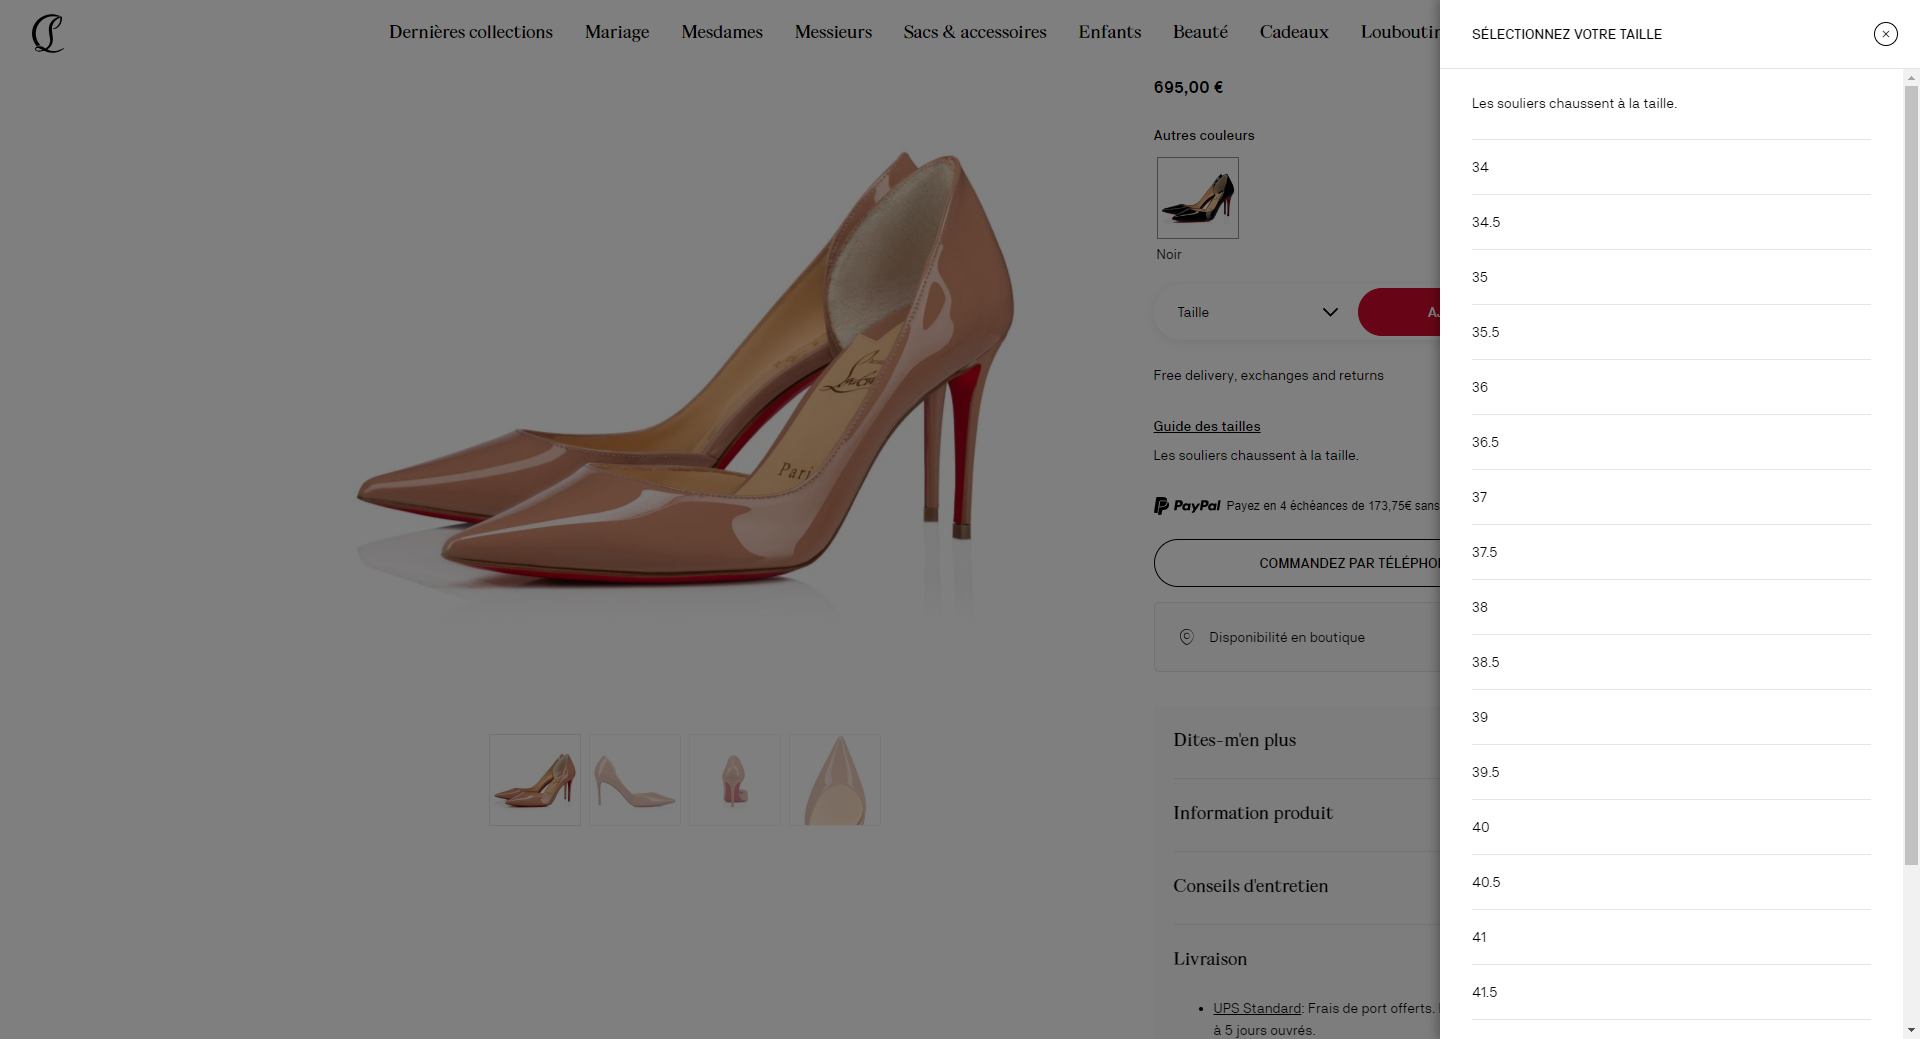 Dernières collections Mariage Mesdames Messieurs Sacs & accessoires Enfants Beauté Cadeaux
695,00 €
Autres couleurs
Noir
Taille
Free delivery, exchanges and returns
Guide des tailles
Les souliers chaussent à la taille.
PayPal Payez en 4 échéances de 173,75€ sans
COMMANDEZ PAR
Disponibilité en boutique
Dites-m'en plus
Information produit
Conseils d'entretien
Livraison
UPS Standard: Frais de port offerts.
à 5 jours ouvrés.
SÉLECTIONNEZ VOTRE TAILLE
Les souliers chaussent à la taille.
34
34.5
35
35.5
36
36.5
37
37.5
38
38.5
39
39.5
40
40.5
41
41.5